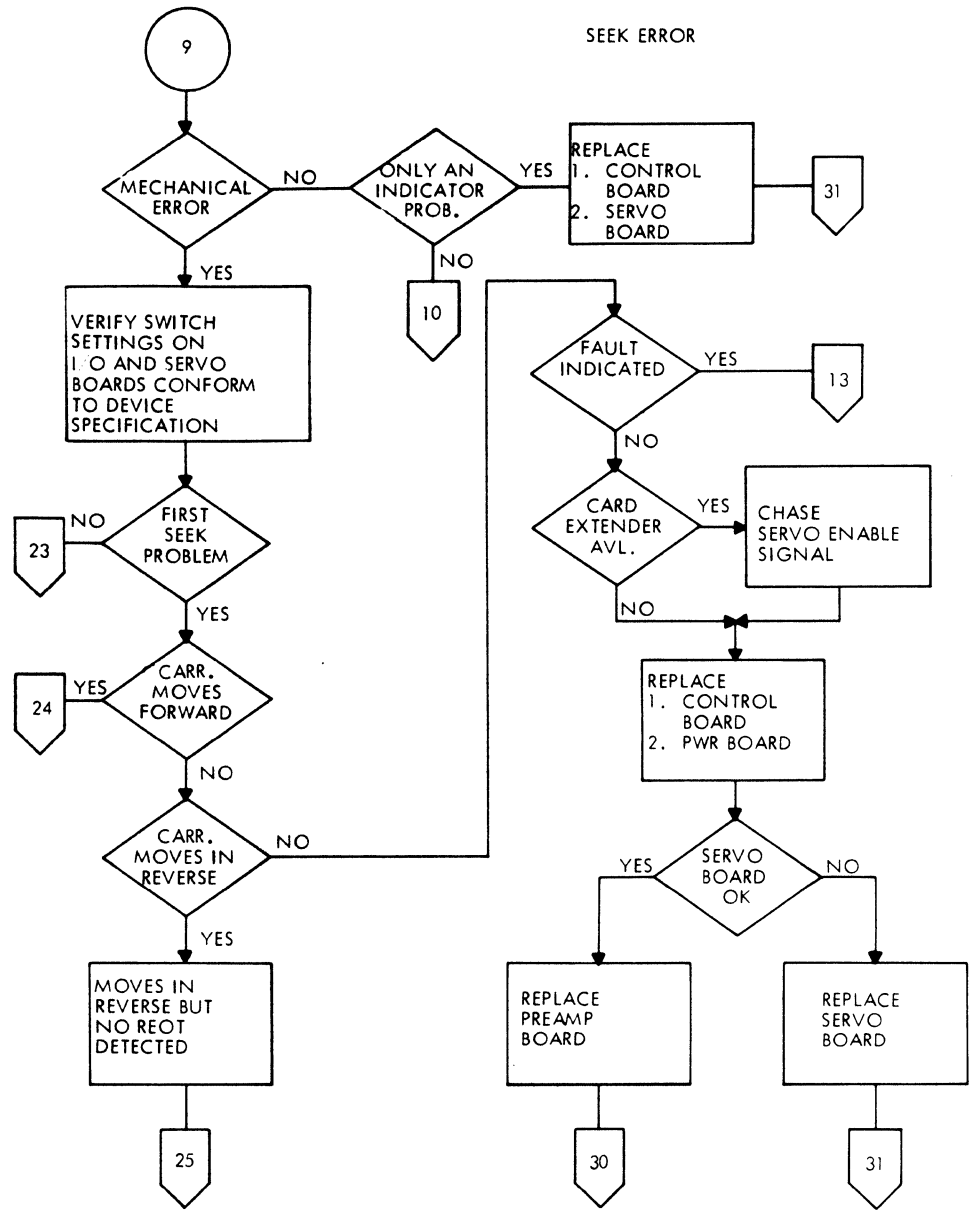 SEEK ERROR
9
MECHANICAL
ERROR
NO
ONLY AN
INDICATOR
PROB.
YES
REPLACE
1. CONTROL
BOARD
2. SERVO
BOARD
31
NO
10
YES
VERIFY SWITCH
SETTINGS ON
I/O AND SERVO
BOARDS CONFORM
TO DEVICE
SPECIFICATION
FIRST
SEEK
PROBLEM
NO
23
YES
CARR.
MOVES
FORWARD
YES
24
NO
CARR.
MOVES IN
REVERSE
NO
YES
MOVES IN
REVERSE BUT
NO REOT
DETECTED
25
FAULT
INDICATED
YES
13
NO
CARD
EXTENDER
AVL.
YES
CHASE
SERVO ENABLE
SIGNAL
NO
REPLACE
1. CONTROL
BOARD
2. PWR BOARD
SERVO
BOARD
OK
YES
NO
REPLACE
PREAMP
BOARD
30
REPLACE
SERVO
BOARD
31